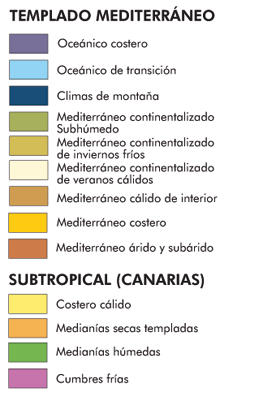 TEMPLADO MEDITERRÁNEO
Oceánico costero
Oceánico de transición
Climas de montaña
Mediterráneo continentalizado
Subhúmedo
Mediterráneo continentalizado
de inviernos fríos
Mediterráneo continentalizado
de veranos cálidos
Mediterráneo cálido de interior
Mediterráneo costero
Mediterráneo árido y subárido
SUBTROPICAL (CANARIAS)
Costero cálido
Medianías secas templadas
Medianías húmedas
Cumbres frías